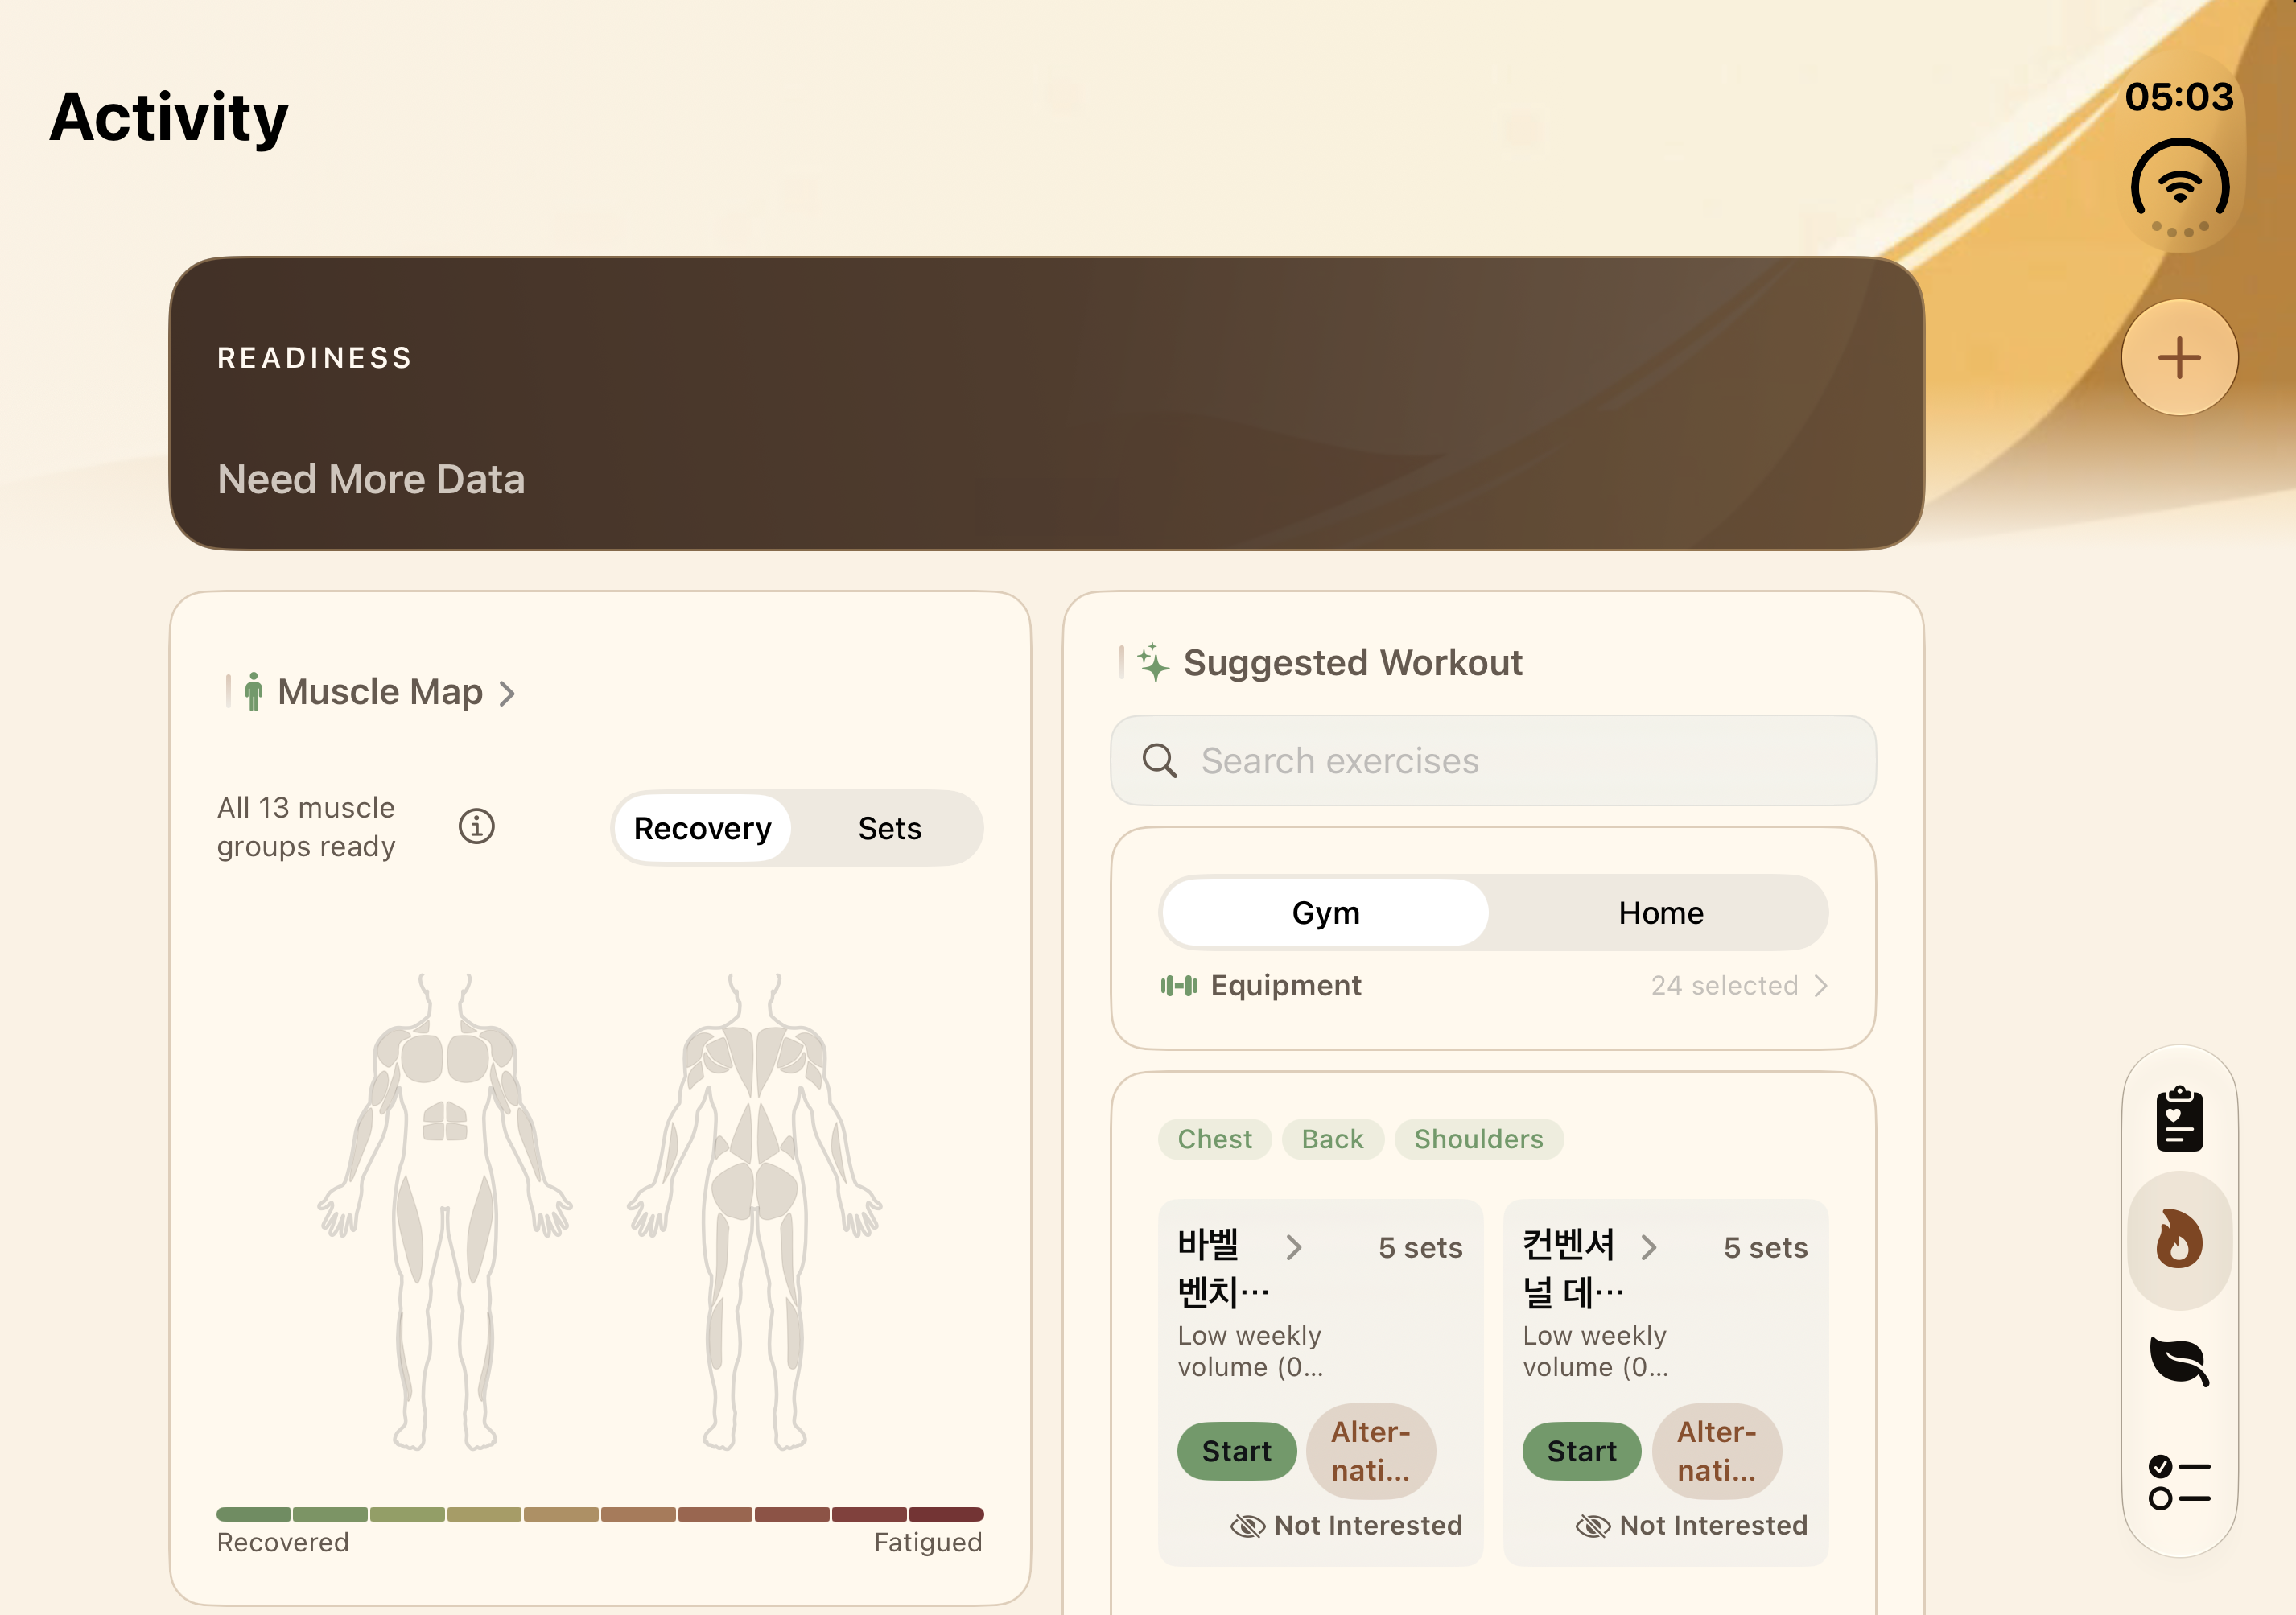 Activity
05:03
READINESS
Need More Data
Muscle Map
All 13 muscle
groups ready
Recovery
Sets
Recovered
Fatigued
Suggested Workout
Search exercises
Gym
Home
Equipment
24 selected
Chest
Back
Shoulders
바벨
벤치…
5 sets
Low weekly
volume (0…
Start
Alter-
nati…
Not Interested
컨벤셔
널 데…
5 sets
Low weekly
volume (0…
Start
Alter-
nati…
Not Interested